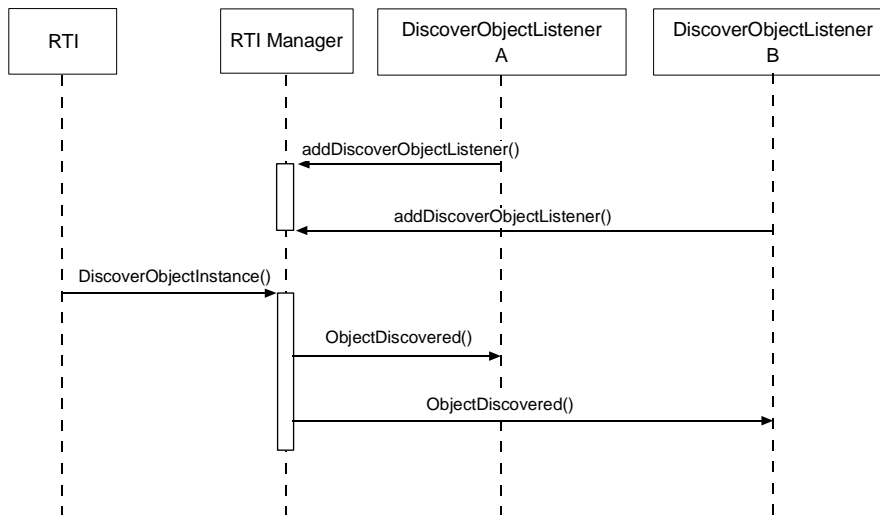 RTI
RTI Manager
DiscoverObjectListener
A
DiscoverObjectListener
B
addDiscoverObjectListener()
addDiscoverObjectListener()
DiscoverObjectInstance()
ObjectDiscovered()
ObjectDiscovered()